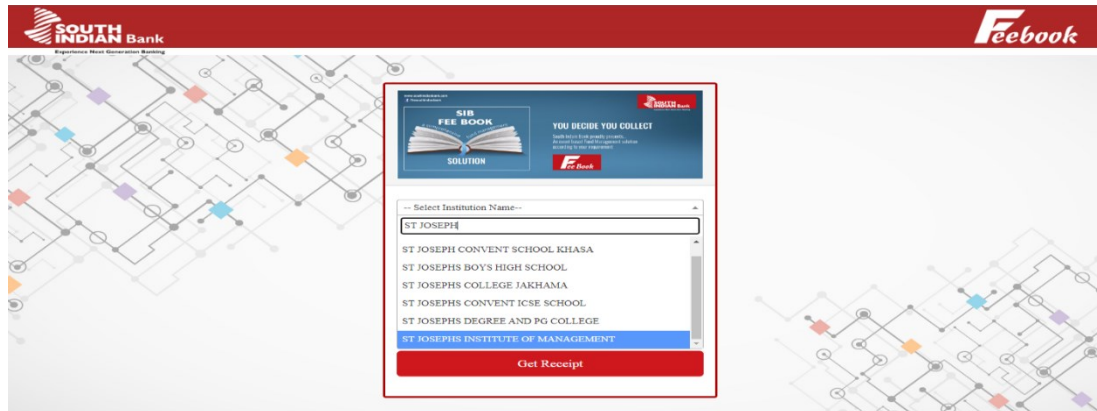 SOUTH
INDIAN Bank
Experience Next Generation Banking
Feebook
SIB
FEE BOOK
SOLUTION
SOUTH
INDIAN Bank
YOU DECIDE YOU COLLECT
Fee Book
-- Select Institution Name--
ST JOSEPH
ST JOSEPH CONVENT SCHOOL KHASA
ST JOSEPHS BOYS HIGH SCHOOL
ST JOSEPHS COLLEGE JAKHAMA
ST JOSEPHS CONVENT ICSE SCHOOL
ST JOSEPHS DEGREE AND PG COLLEGE
ST JOSEPHS INSTITUTE OF MANAGEMENT
Get Receipt